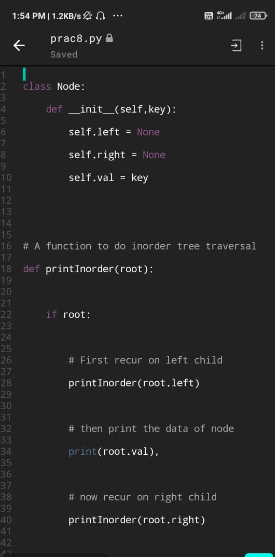 1:54 PM | 1.2KB/s
74
prac8.py
Saved
1
2 class Node:
3
4 def __init__(self,key):
5
6 self.left = None
7
8 self.right = None
9
10 self.val = key
11
12
13
14
15
16 # A function to do inorder tree traversal
17
18 def printInorder(root):
19
20
21
22 if root:
23
24
25
26 # First recur on left child
27
28 printInorder(root.left)
29
30
31
32 # then print the data of node
33
34 print(root.val),
35
36
37
38 # now recur on right child
39
40 printInorder(root.right)
41
42